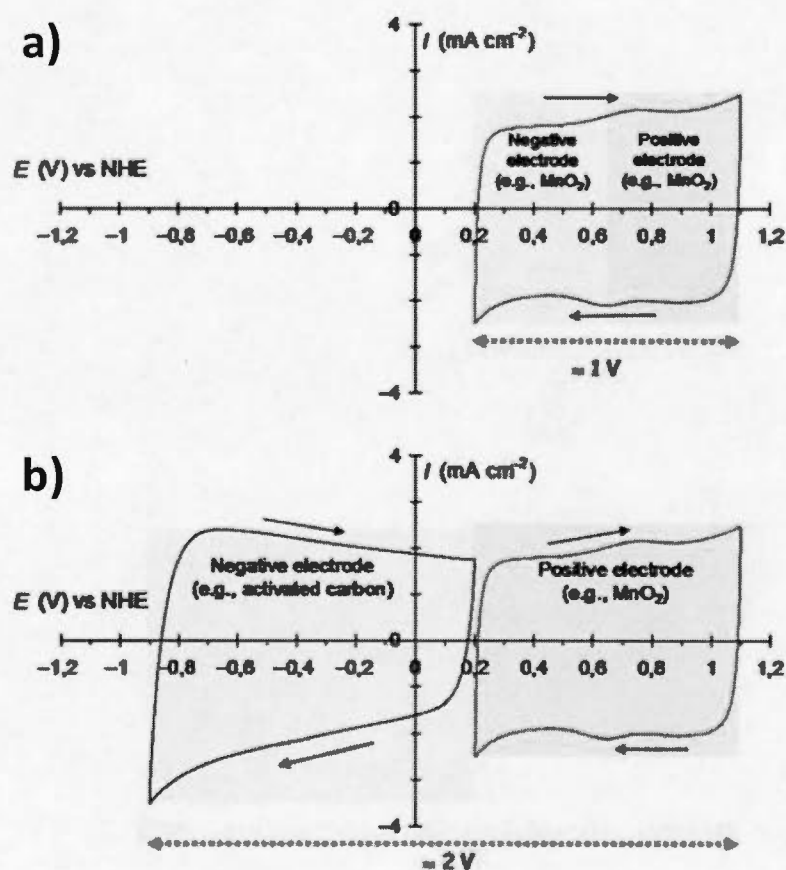 a)
I (mA cm⁻²)
4
Negative electrode (e.g., MnO₂)
Positive electrode (e.g., MnO₂)
E (V) vs NHE
0
−1,2 −1 −0,8 −0,6 −0,4 −0,2 0 0,2 0,4 0,6 0,8 1 1,2
≈ 1 V
−4
b)
4
I (mA cm⁻²)
Negative electrode
(e.g., activated carbon)
Positive electrode
(e.g., MnO₂)
E (V) vs NHE
0
−1,2 −1 −0,8 −0,6 −0,4 −0,2 0 0,2 0,4 0,6 0,8 1 1,2
−4
≈ 2 V